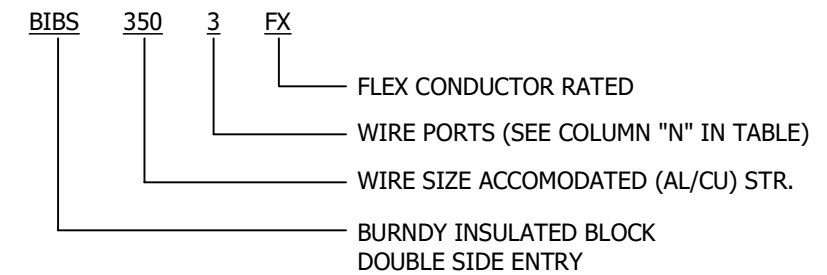 BIBS 350 3 FX
FLEX CONDUCTOR RATED
WIRE PORTS (SEE COLUMN "N" IN TABLE)
WIRE SIZE ACCOMODATED (AL/CU) STR.
BURNDY INSULATED BLOCK
DOUBLE SIDE ENTRY